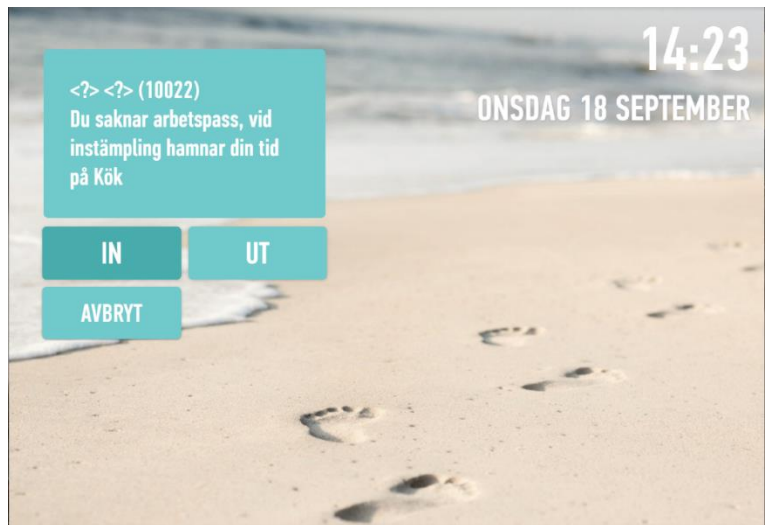 14:23
ONSDAG 18 SEPTEMBER
<?> <?> (10022)
Du saknar arbetspass, vid
instämpling hamnar din tid
på Kök
IN
UT
AVBRYT